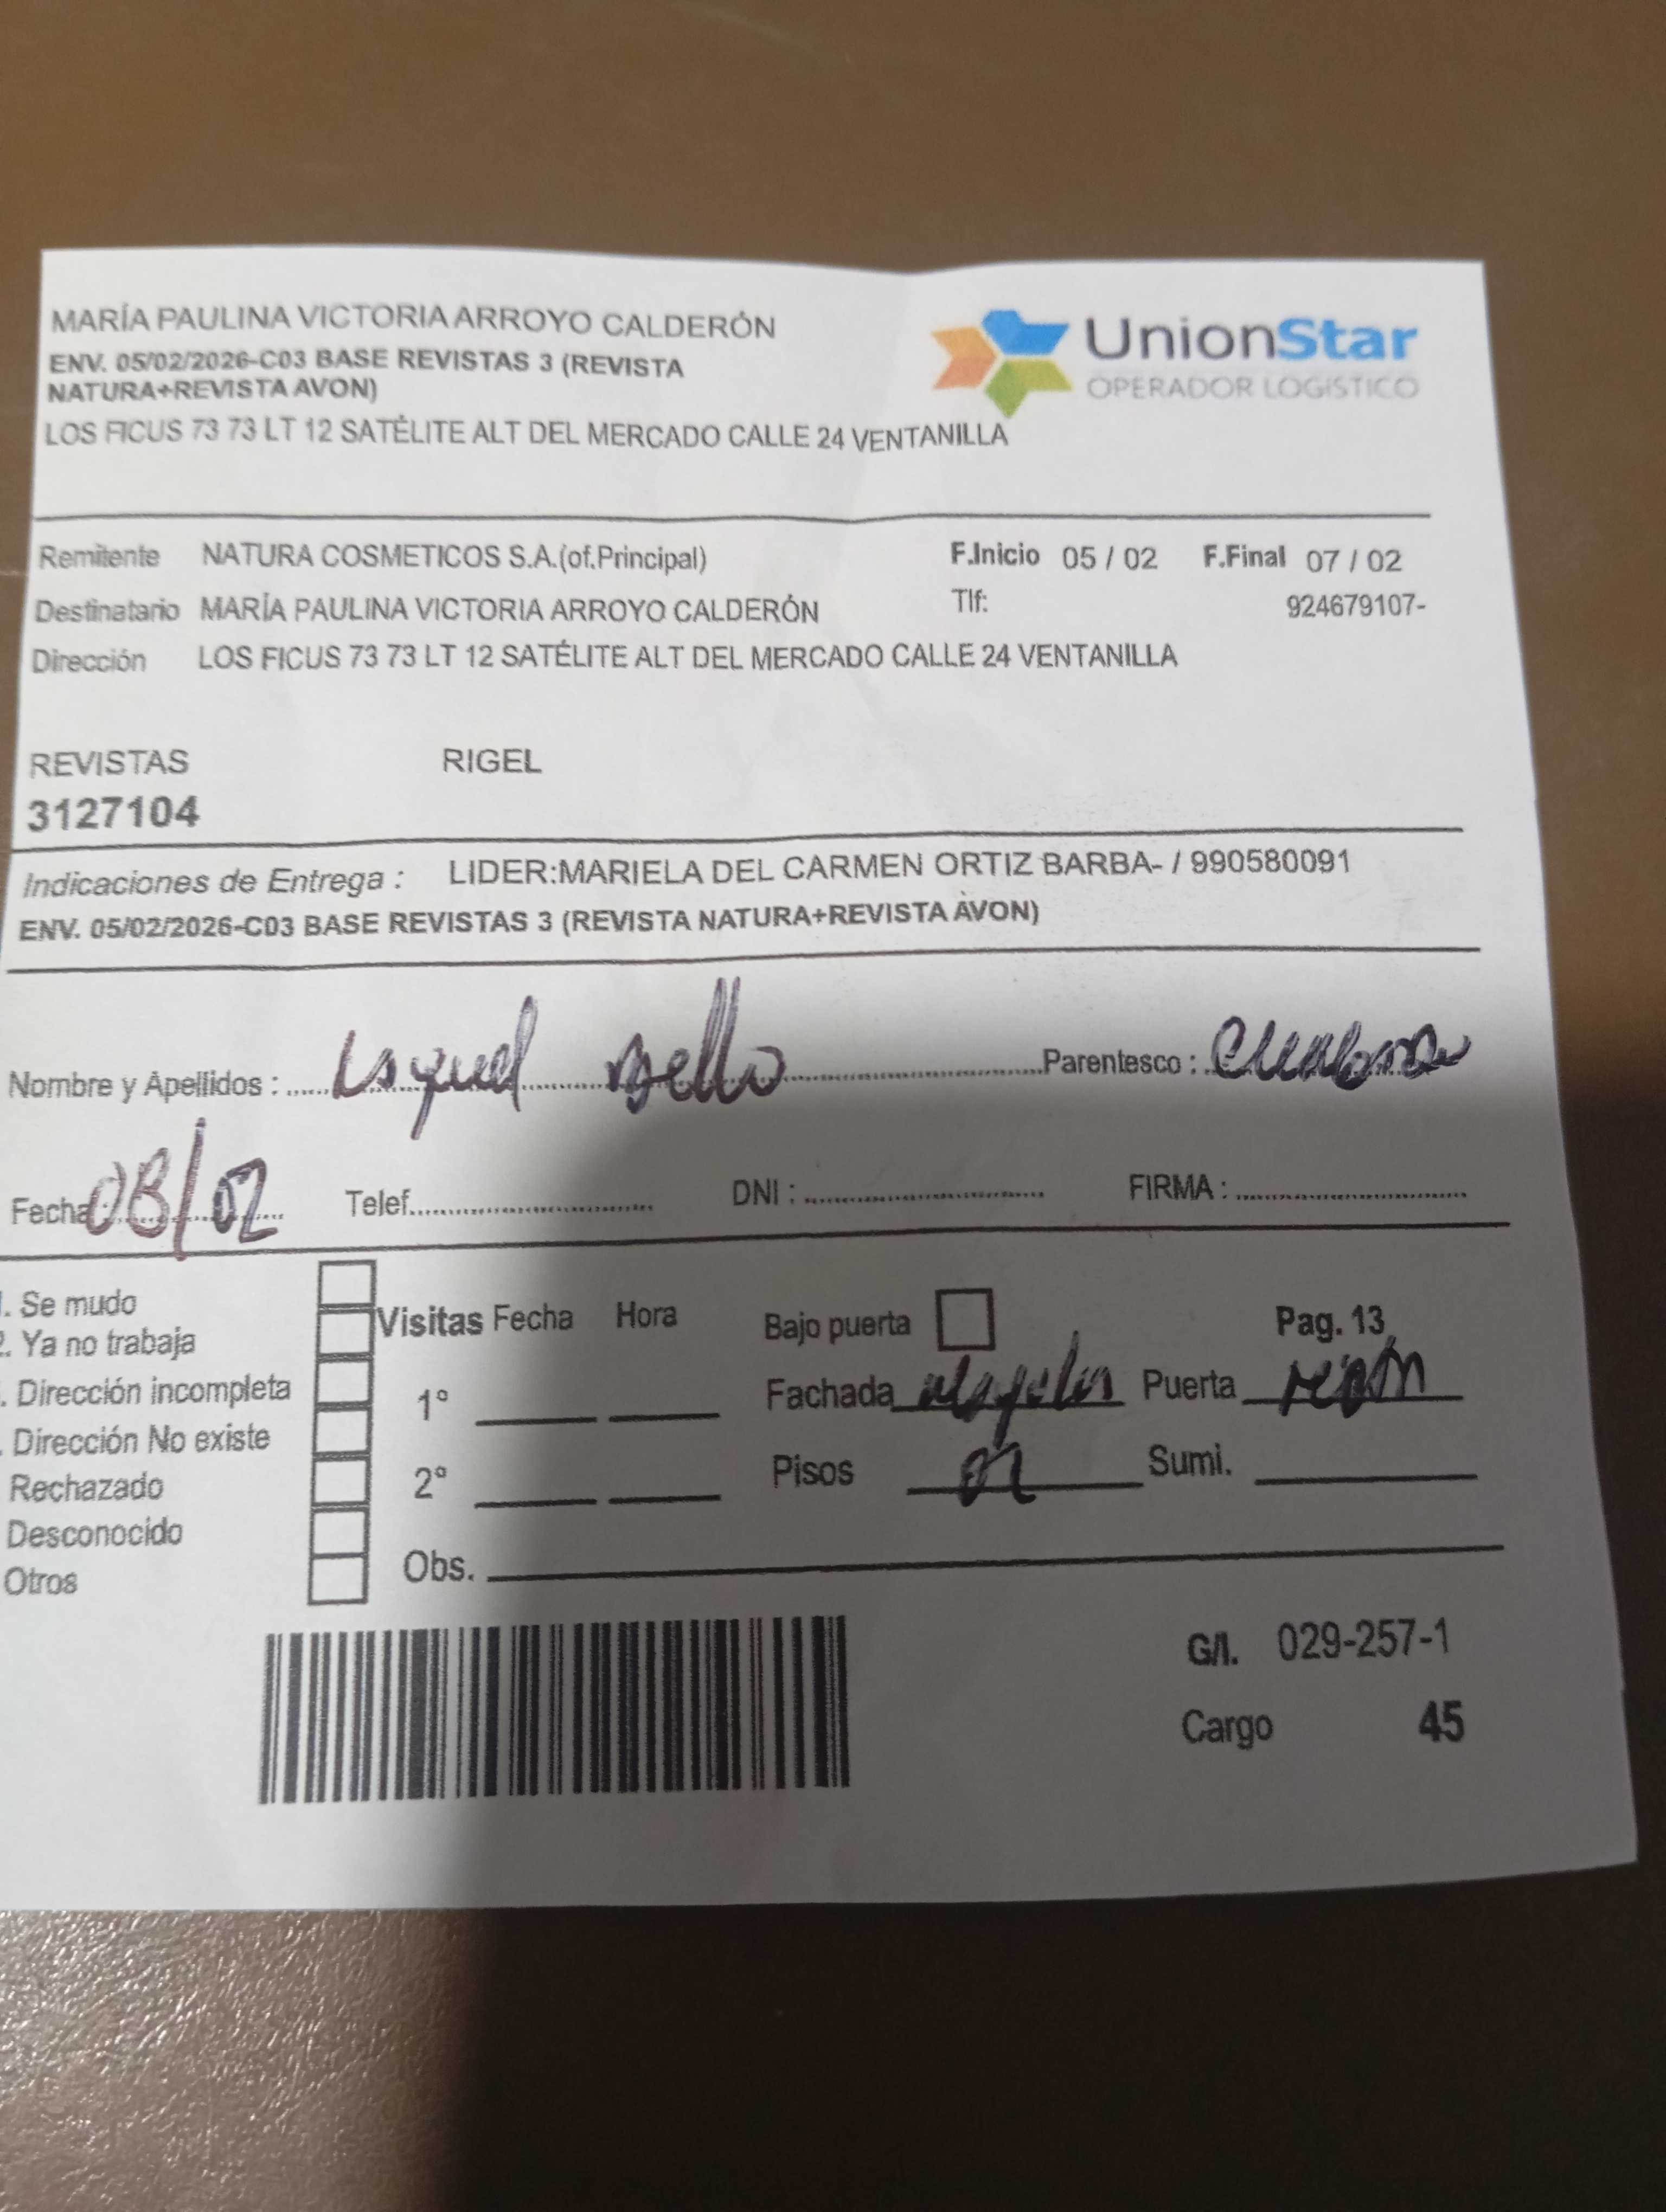 MARÍA PAULINA VICTORIA ARROYO CALDERÓN
ENV. 05/02/2026-C03 BASE REVISTAS 3 (REVISTA
NATURA+REVISTA AVON)
LOS FICUS 73 73 LT 12 SATÉLITE ALT DEL MERCADO CALLE 24 VENTANILLA
UnionStar
OPERADOR LOGÍSTICO
Remitente NATURA COSMETICOS S.A.(of.Principal) F.Inicio 05 / 02 F.Final 07 / 02
Destinatario MARÍA PAULINA VICTORIA ARROYO CALDERÓN Tlf: 924679107-
Dirección LOS FICUS 73 73 LT 12 SATÉLITE ALT DEL MERCADO CALLE 24 VENTANILLA
REVISTAS RIGEL
3127104
Indicaciones de Entrega : LIDER:MARIELA DEL CARMEN ORTIZ BARBA- / 990580091
ENV. 05/02/2026-C03 BASE REVISTAS 3 (REVISTA NATURA+REVISTA AVON)
Nombre y Apellidos : Parentesco :
Fecha : 08/02 Telef. DNI : FIRMA :
. Se mudo
. Ya no trabaja
. Dirección incompleta
. Dirección No existe
Rechazado
Desconocido
Otros
Visitas Fecha Hora
1°
2°
Obs.
Bajo puerta Pag. 13
Fachada Puerta
Pisos 02 Sumi.
G/I. 029-257-1
Cargo 45